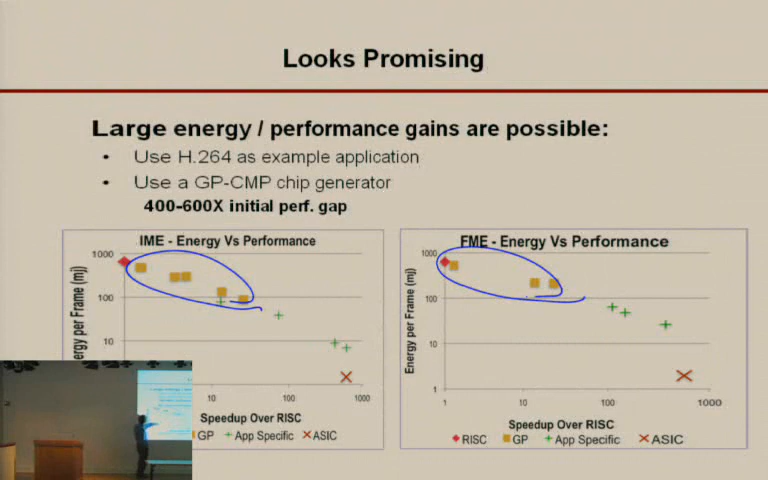 Looks Promising
Large energy / performance gains are possible:
• Use H.264 as example application
• Use a GP-CMP chip generator
400-600X initial perf. gap
IME - Energy Vs Performance
1000
100
10
ergy per Frame (mj)
10 100 1000
Speedup Over RISC
GP App Specific ASIC
FME - Energy Vs Performance
1000
100
10
1
Energy per Frame (mj)
1 10 100 1000
Speedup Over RISC
RISC GP App Specific ASIC